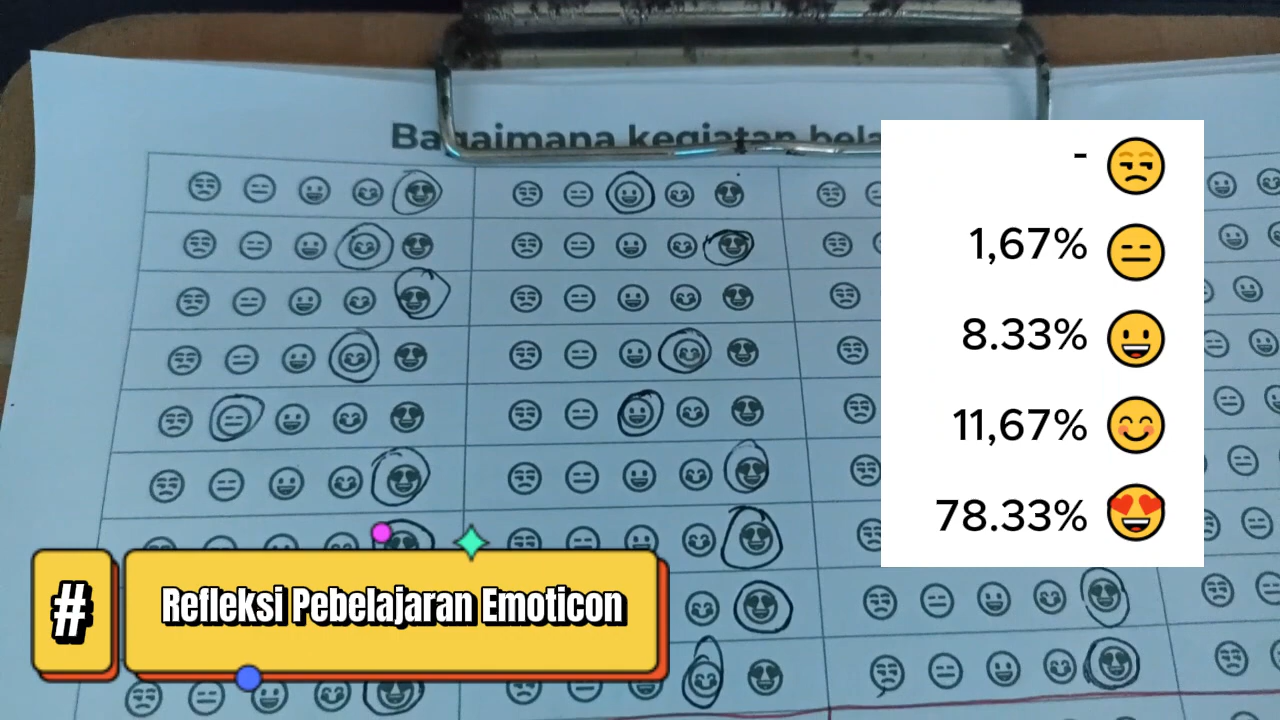 Bagaimana kegiatan bela
-
1,67%
8.33%
11,67%
78.33%
# Refleksi Pebelajaran Emoticon